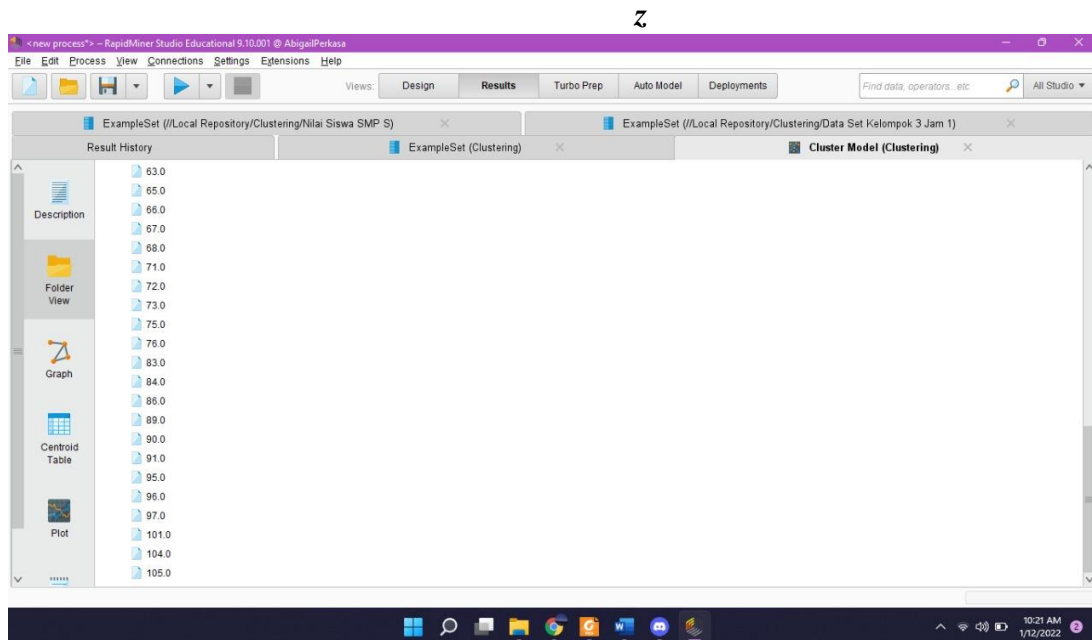 z
<new process*> – RapidMiner Studio Educational 9.10.001 @ AbigailPerkasa
File Edit Process View Connections Settings Extensions Help
Views: Design Results Turbo Prep Auto Model Deployments Find data, operators...etc All Studio
ExampleSet (//Local Repository/Clustering/Nilai Siswa SMP S) ExampleSet (//Local Repository/Clustering/Data Set Kelompok 3 Jam 1)
Result History ExampleSet (Clustering) Cluster Model (Clustering)
Description
Folder
View
Graph
Centroid
Table
Plot
63.0
65.0
66.0
67.0
68.0
71.0
72.0
73.0
75.0
76.0
83.0
84.0
86.0
89.0
90.0
91.0
95.0
96.0
97.0
101.0
104.0
105.0
10:21 AM
1/12/2022
2